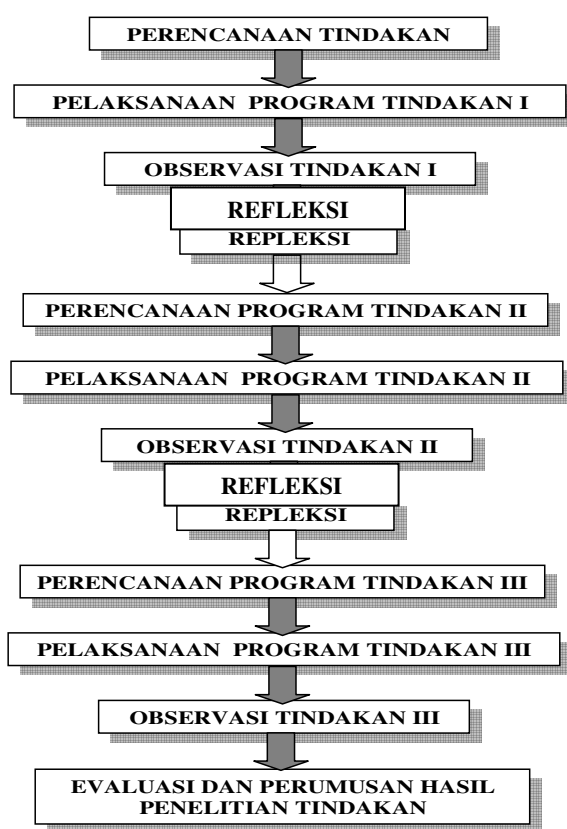 PERENCANAAN TINDAKAN
PELAKSANAAN PROGRAM TINDAKAN I
OBSERVASI TINDAKAN I
REFLEKSI
REPLEKSI
PERENCANAAN PROGRAM TINDAKAN II
PELAKSANAAN PROGRAM TINDAKAN II
OBSERVASI TINDAKAN II
REFLEKSI
REPLEKSI
PERENCANAAN PROGRAM TINDAKAN III
PELAKSANAAN PROGRAM TINDAKAN III
OBSERVASI TINDAKAN III
EVALUASI DAN PERUMUSAN HASIL
PENELITIAN TINDAKAN